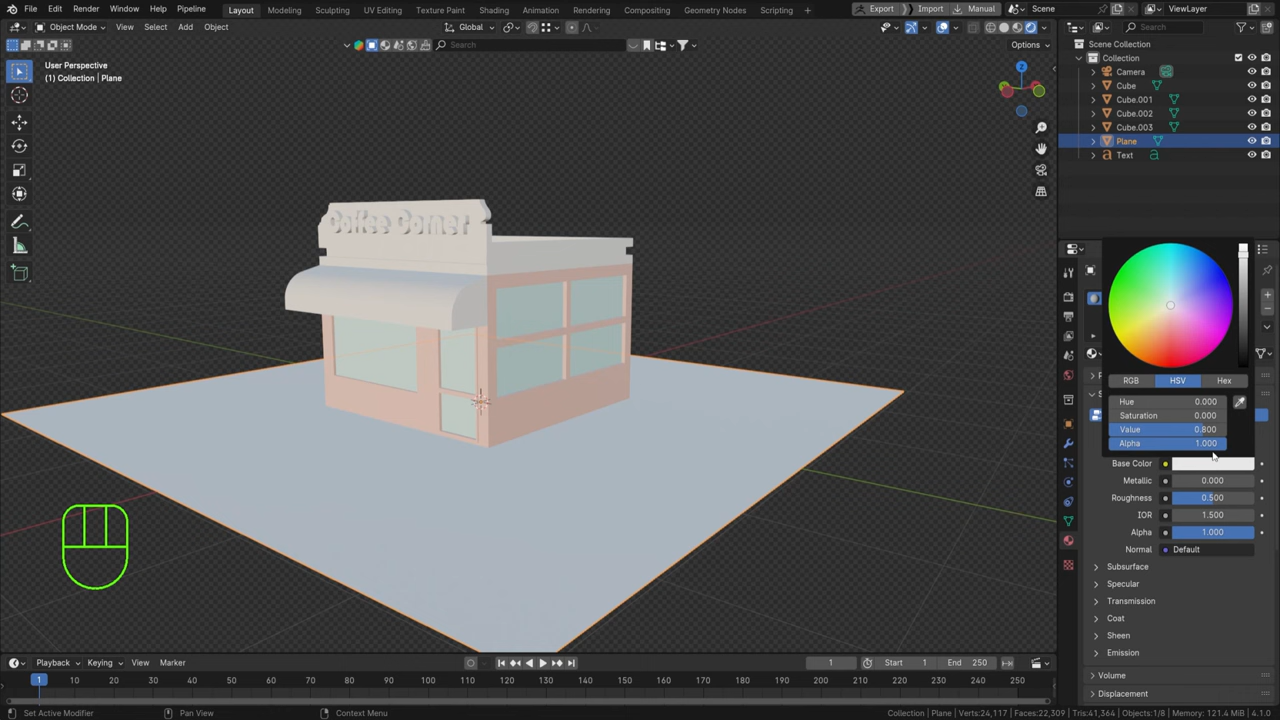 File Edit Render Window Help Pipeline Layout Modeling Sculpting UV Editing Texture Paint Shading Animation Rendering Compositing Geometry Nodes Scripting Export Import Manual Scene ViewLayer
Object Mode View Select Add Object Global Search
Search Options
User Perspective
(1) Collection | Plane
Z
Scene Collection
Collection
Camera
Cube
Cube.001
Cube.002
Cube.003
Plane
Text
Coffee Corner
RGB HSV Hex
Hue 0.000
Saturation 0.000
Value 0.800
Alpha 1.000
Base Color
Metallic 0.000
Roughness 0.500
IOR 1.500
Alpha 1.000
Normal Default
Subsurface
Specular
Transmission
Coat
Sheen
Emission
Volume
Displacement
Playback Keying View Marker 1 Start 1 End 250
1 10 20 30 40 50 60 70 80 90 100 110 120 130 140 150 160 170 180 190 200 210 220 230 240 250
Set Active Modifier Pan View Context Menu Collection | Plane | Verts:24,117 | Faces:22,309 | Tris:41,364 | Objects:1/8 | Memory: 121.4 MiB | 4.1.0